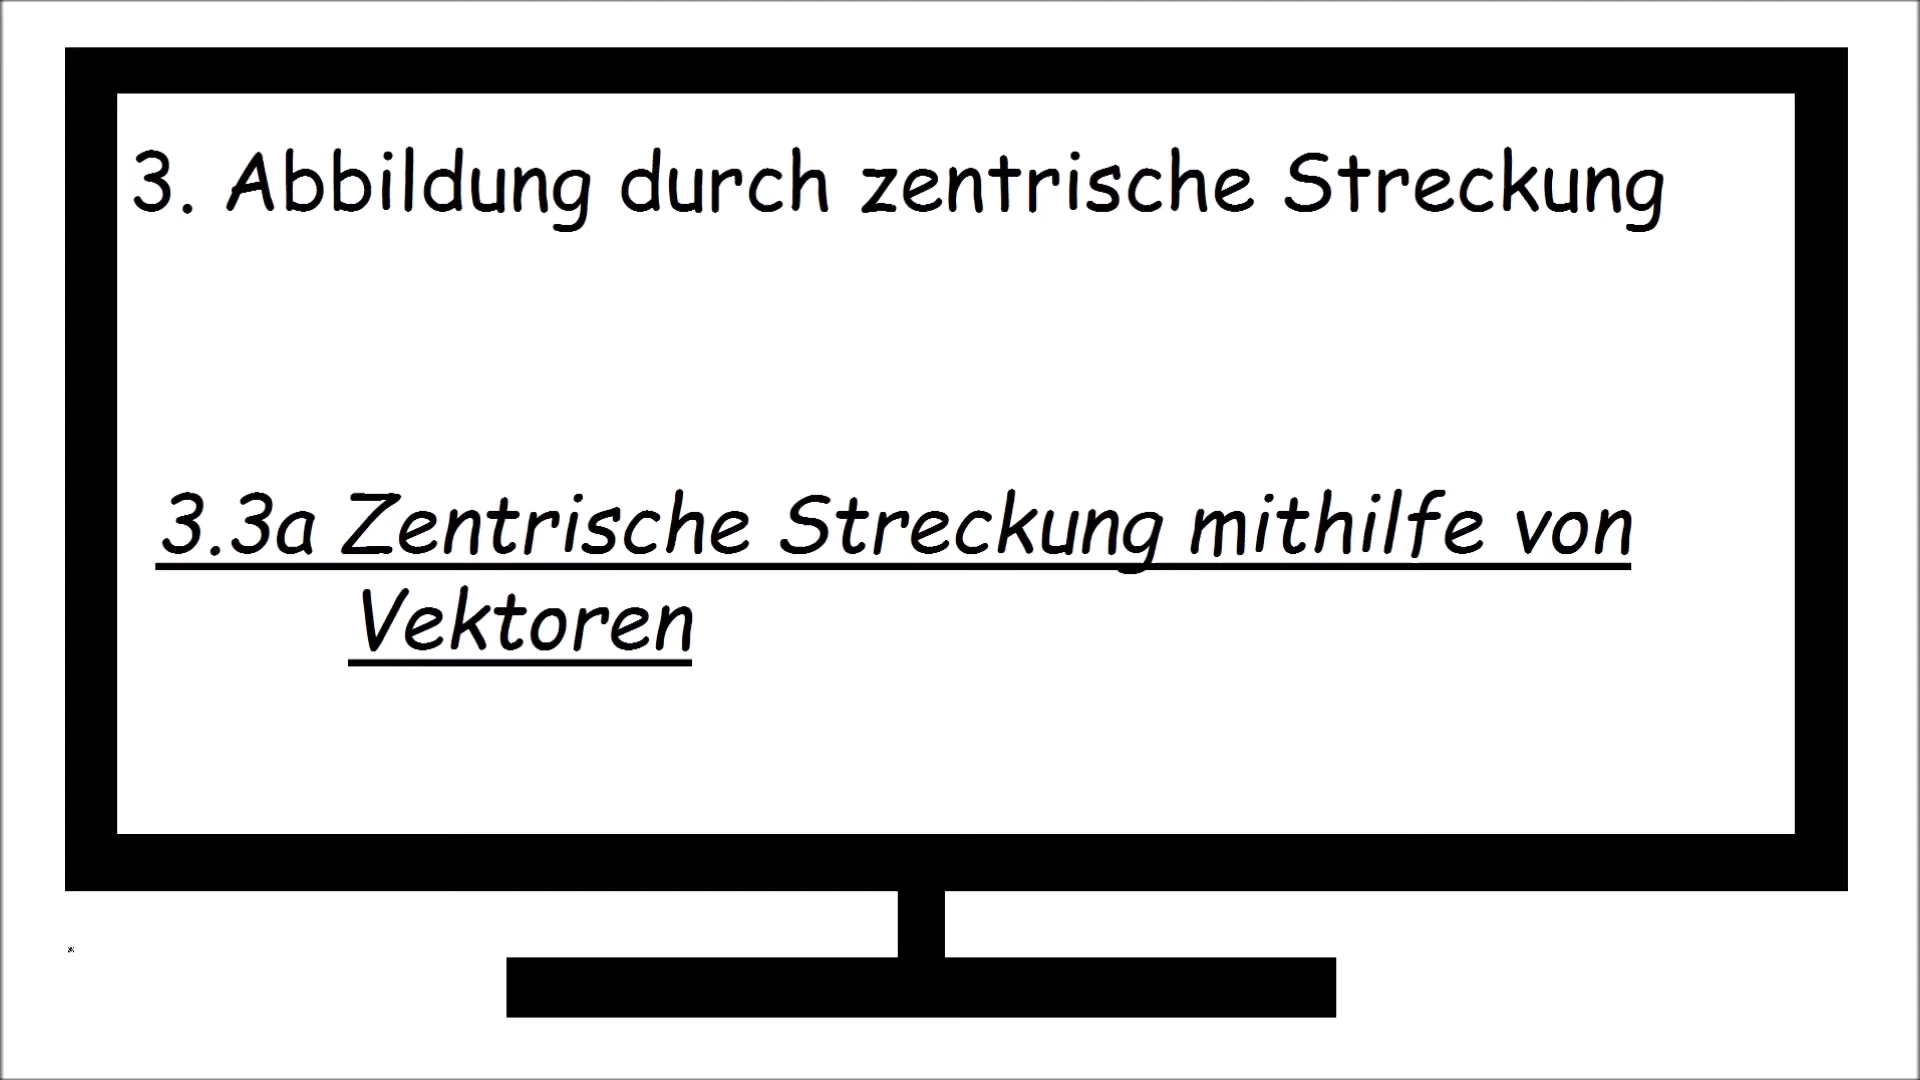 3. Abbildung durch zentrische Streckung
3.3a Zentrische Streckung mithilfe von
Vektoren